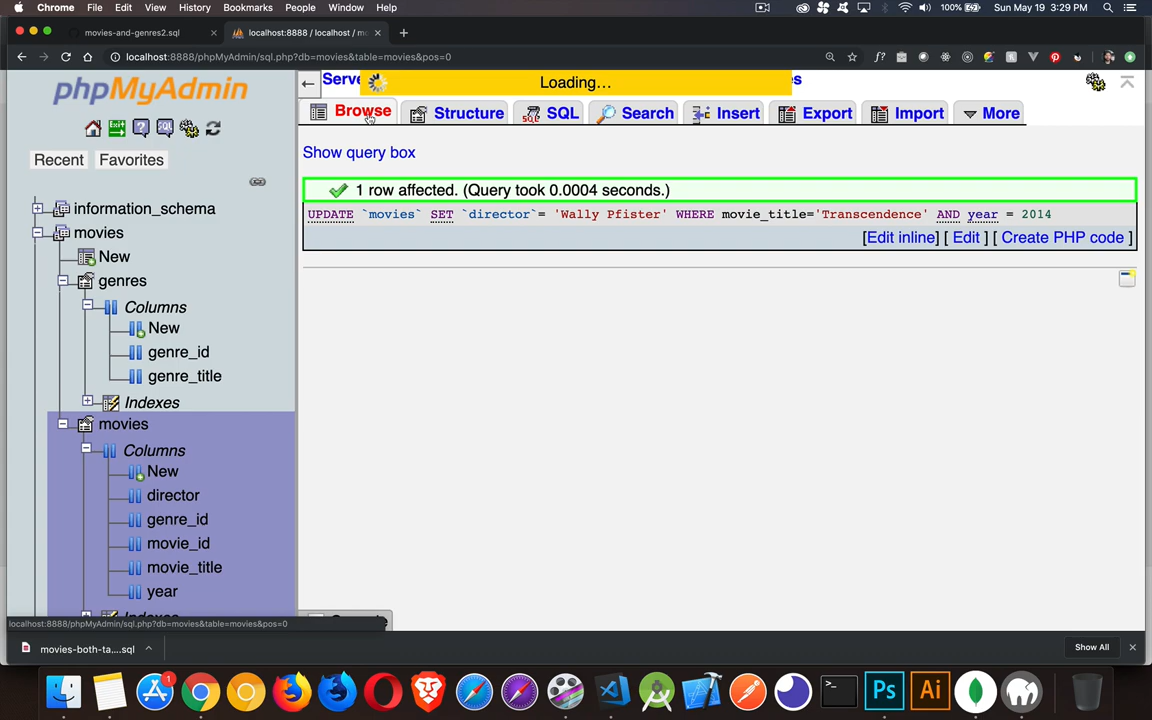 Chrome File Edit View History Bookmarks People Window Help 100% Sun May 19 3:29 PM
movies-and-genres2.sql × localhost:8888 / localhost / mo × +
localhost:8888/phpMyAdmin/sql.php?db=movies&table=movies&pos=0
phpMyAdmin
Recent Favorites
information_schema
movies
New
genres
Columns
New
genre_id
genre_title
Indexes
movies
Columns
New
director
genre_id
movie_id
movie_title
year
Serve Loading… s
Browse Structure SQL Search Insert Export Import More
Show query box
1 row affected. (Query took 0.0004 seconds.)
UPDATE `movies` SET `director`= 'Wally Pfister' WHERE movie_title='Transcendence' AND year = 2014
[Edit inline] [ Edit ] [ Create PHP code ]
localhost:8888/phpMyAdmin/sql.php?db=movies&table=movies&pos=0
movies-both-ta....sql Show All ×
1 >_ Ps Ai